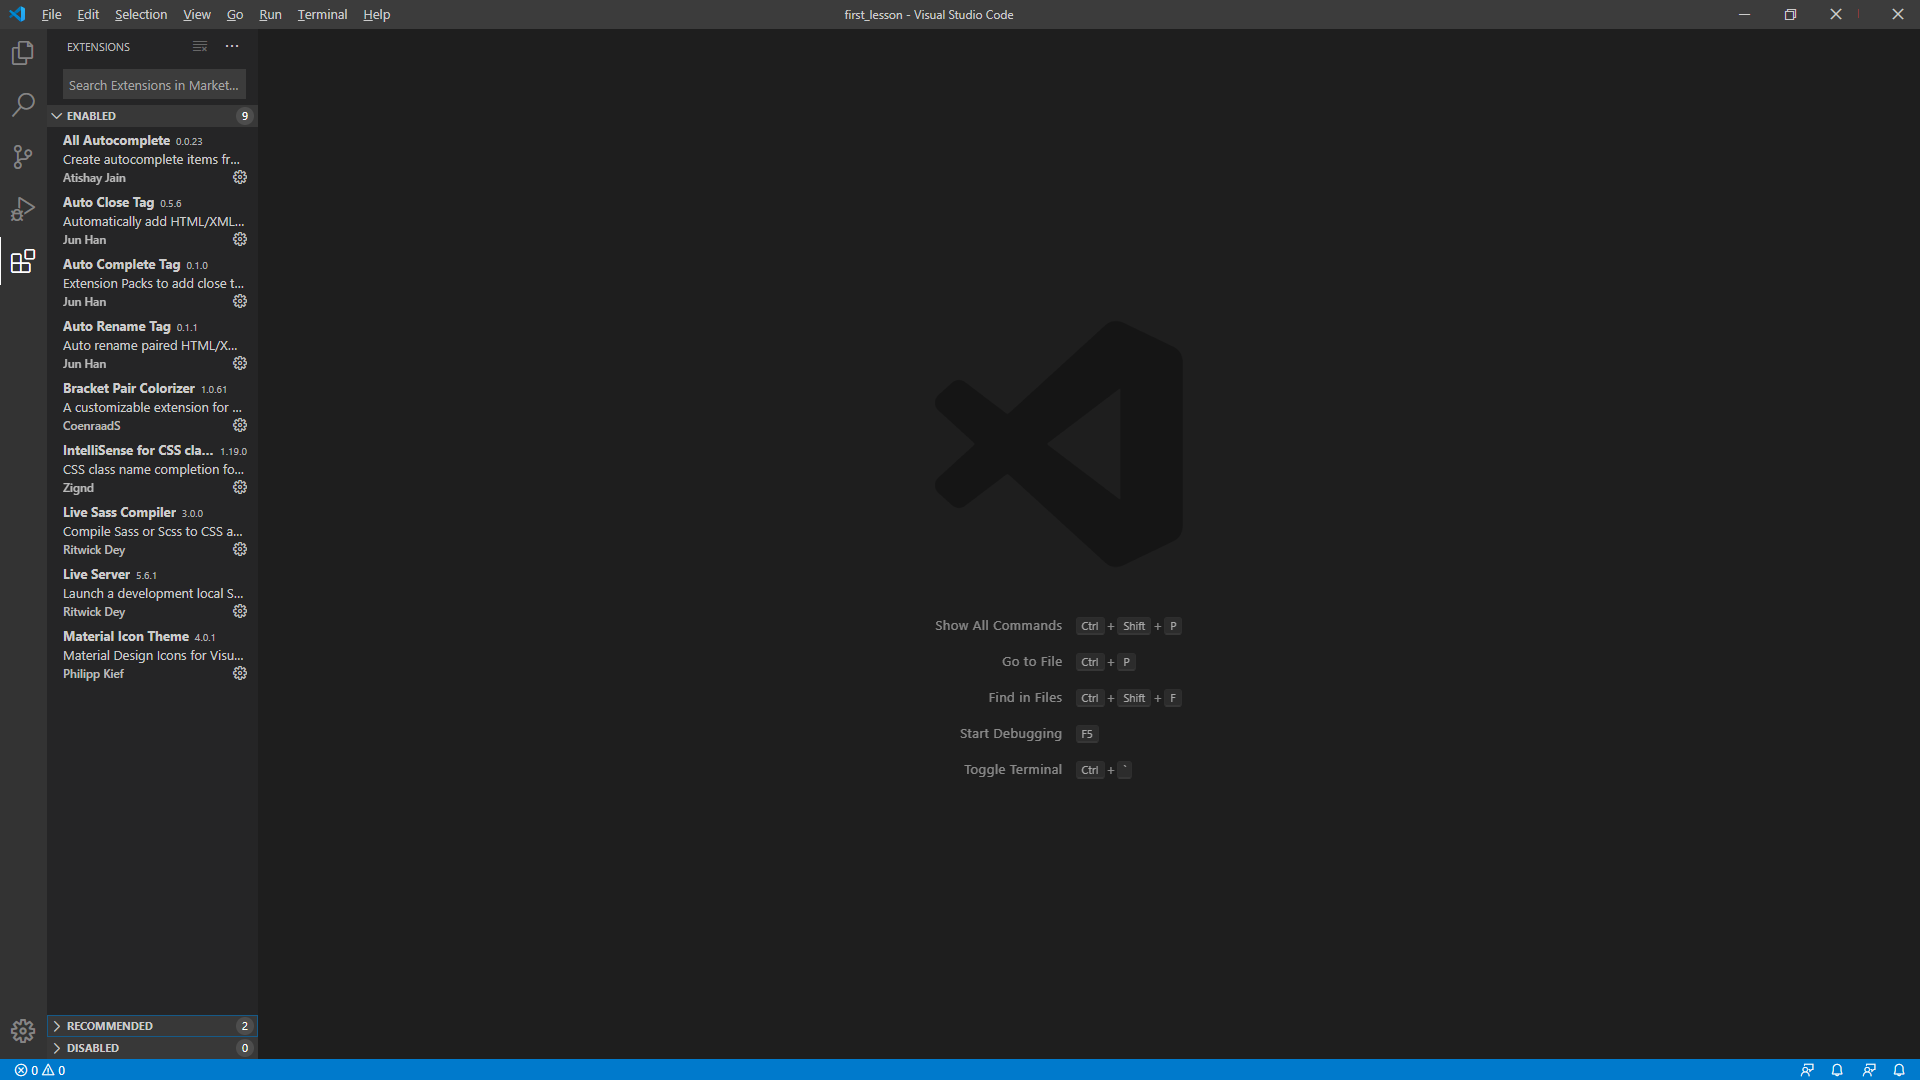 File Edit Selection View Go Run Terminal Help
first_lesson - Visual Studio Code
EXTENSIONS
Search Extensions in Market...
ENABLED 9
All Autocomplete 0.0.23
Create autocomplete items fr...
Atishay Jain
Auto Close Tag 0.5.6
Automatically add HTML/XML...
Jun Han
Auto Complete Tag 0.1.0
Extension Packs to add close t...
Jun Han
Auto Rename Tag 0.1.1
Auto rename paired HTML/X...
Jun Han
Bracket Pair Colorizer 1.0.61
A customizable extension for ...
CoenraadS
IntelliSense for CSS cla... 1.19.0
CSS class name completion fo...
Zignd
Live Sass Compiler 3.0.0
Compile Sass or Scss to CSS a...
Ritwick Dey
Live Server 5.6.1
Launch a development local S...
Ritwick Dey
Material Icon Theme 4.0.1
Material Design Icons for Visu...
Philipp Kief
RECOMMENDED 2
DISABLED 0
Show All Commands Ctrl + Shift + P
Go to File Ctrl + P
Find in Files Ctrl + Shift + F
Start Debugging F5
Toggle Terminal Ctrl + `
0 0